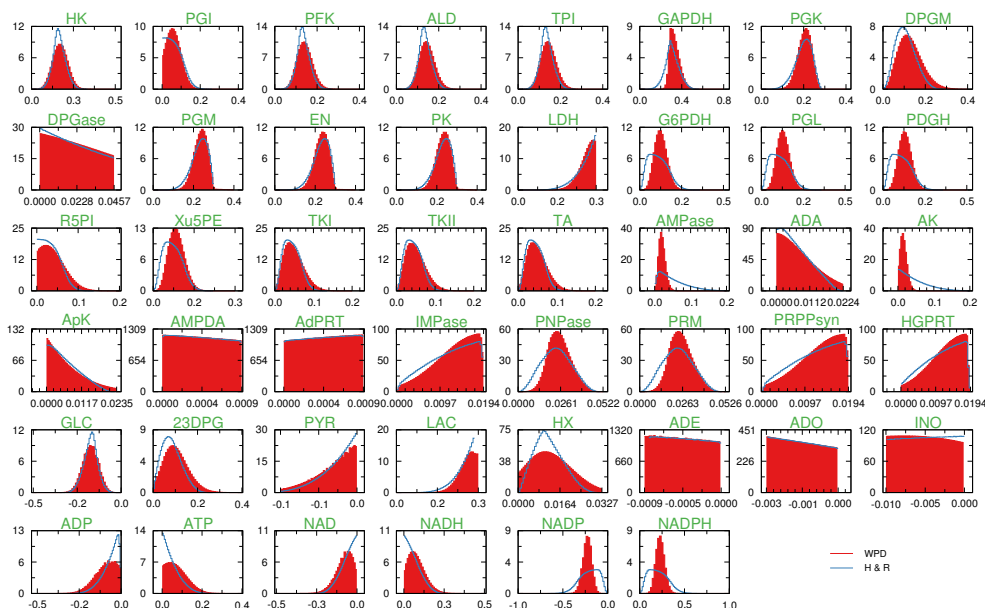 HK PGI PFK ALD TPI GAPDH PGK DPGM
12 10 14 14 14 9 12 8
9
6 5 7 7 7 6 6 4
3
0 0 0 0 0 0 0 0
0.0 0.2 0.5 0.0 0.2 0.4 0.0 0.2 0.4 0.0 0.2 0.4 0.0 0.2 0.4 0.0 0.4 0.8 0.0 0.2 0.4 0.0 0.2 0.4
DPGase PGM EN PK LDH G6PDH PGL PDGH
30 12 12 12 20 12 12 12
15 6 6 6 10 6 6 6
0 0 0 0 0 0 0 0
0.0000 0.0228 0.0457 0.0 0.2 0.4 0.0 0.2 0.4 0.0 0.2 0.4 0.0 0.2 0.3 0.0 0.2 0.5 0.0 0.2 0.5 0.0 0.2 0.5
R5PI Xu5PE TKI TKII TA AMPase ADA AK
25 13 25 25 25 40 90 40
12 6 12 12 12 20 45 20
0 0 0 0 0 0 0 0
0.0 0.1 0.2 0.0 0.2 0.3 0.0 0.1 0.2 0.0 0.1 0.2 0.0 0.1 0.2 0.0 0.1 0.2 0.0000 0.0112 0.0224 0.0 0.1 0.2
ApK AMPDA AdPRT IMPase PNPase PRM PRPPsyn HGPRT
132 1309 1309 100 60 60 100 100
66 654 654 50 30 30 50 50
0 0 0 0 0 0 0 0
0.0000 0.0117 0.0235 0.0000 0.0004 0.0009 0.0000 0.0004 0.0009 0.0000 0.0097 0.0194 0.0000 0.0261 0.0522 0.0000 0.0263 0.0526 0.0000 0.0097 0.0194 0.0000 0.0097 0.0194
GLC 23DPG PYR LAC HX ADE ADO INO
12 9 30 20 75 1320 451 120
6 4 15 10 37 660 226 60
0 0 0 0 0 0 0 0
-0.5 -0.2 0.0 0.0 0.2 0.4 -0.1 -0.1 0.0 0.0 0.2 0.3 0.0000 0.0164 0.0327 -0.0009 -0.0005 0.0000 -0.003 -0.001 0.000 -0.010 -0.005 0.000
ADP ATP NAD NADH NADP NADPH
13 14 11 11 9 9
6 7 5 5 4 4
0 0 0 0 0 0
-0.3 -0.2 0.0 0.0 0.2 0.4 -0.5 -0.2 0.0 0.0 0.2 0.5 -1.0 -0.5 0.0 0.0 0.5 1.0
WPD
H & R